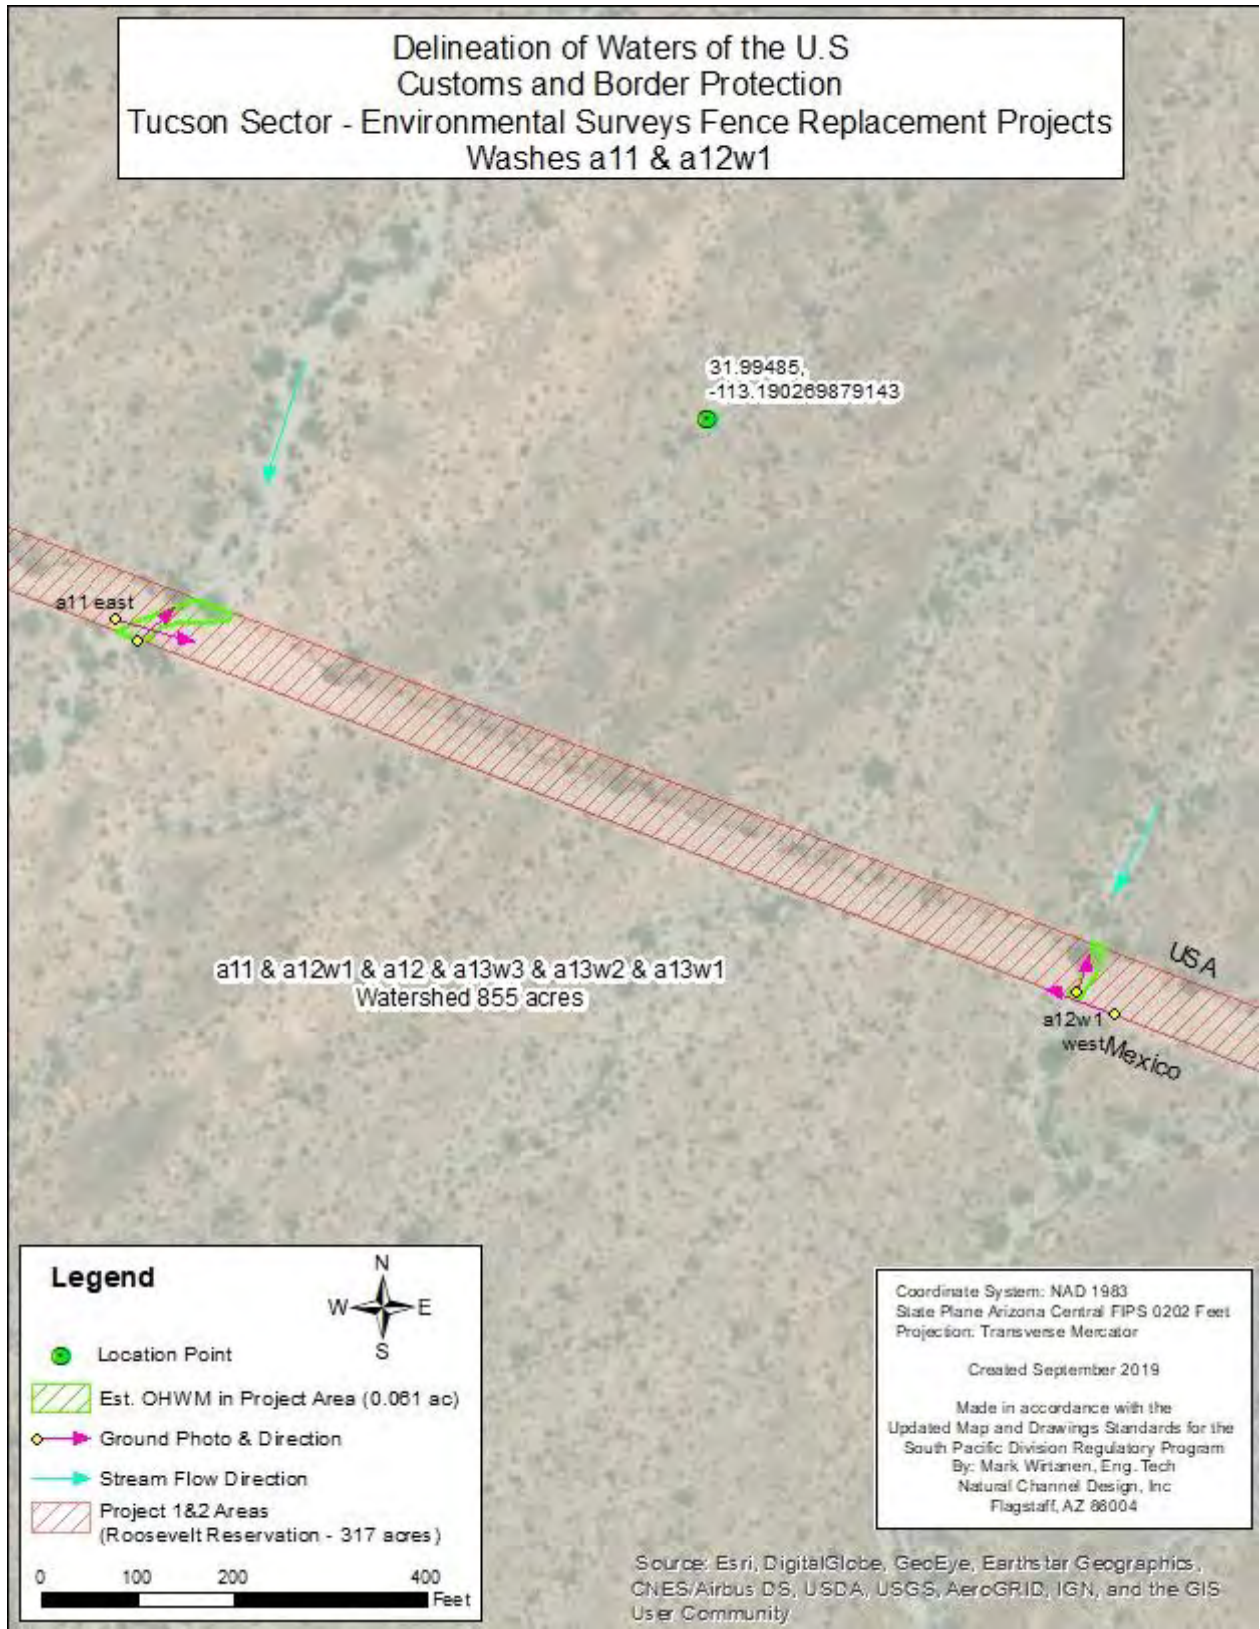 Delineation of Waters of the U.S
Customs and Border Protection
Tucson Sector - Environmental Surveys Fence Replacement Projects
Washes a11 & a12w1
31.99485,
-113.190269879143
a11 east
USA
a11 & a12w1 & a12 & a13w3 & a13w2 & a13w1
Watershed 855 acres
a12w1
west
Mexico
Legend
N
W
E
S
Location Point
Est. OHWM in Project Area (0.061 ac)
Ground Photo & Direction
Stream Flow Direction
Project 1&2 Areas
(Roosevelt Reservation - 317 acres)
0 100 200 400
Feet
Coordinate System: NAD 1983
State Plane Arizona Central FIPS 0202 Feet
Projection: Transverse Mercator
Created September 2019
Made in accordance with the
Updated Map and Drawings Standards for the
South Pacific Division Regulatory Program
By: Mark Wirtanen, Eng. Tech
Natural Channel Design, Inc
Flagstaff, AZ 86004
Source: Esri, DigitalGlobe, GeoEye, Earthstar Geographics,
CNES/Airbus DS, USDA, USGS, AeroGRID, IGN, and the GIS
User Community